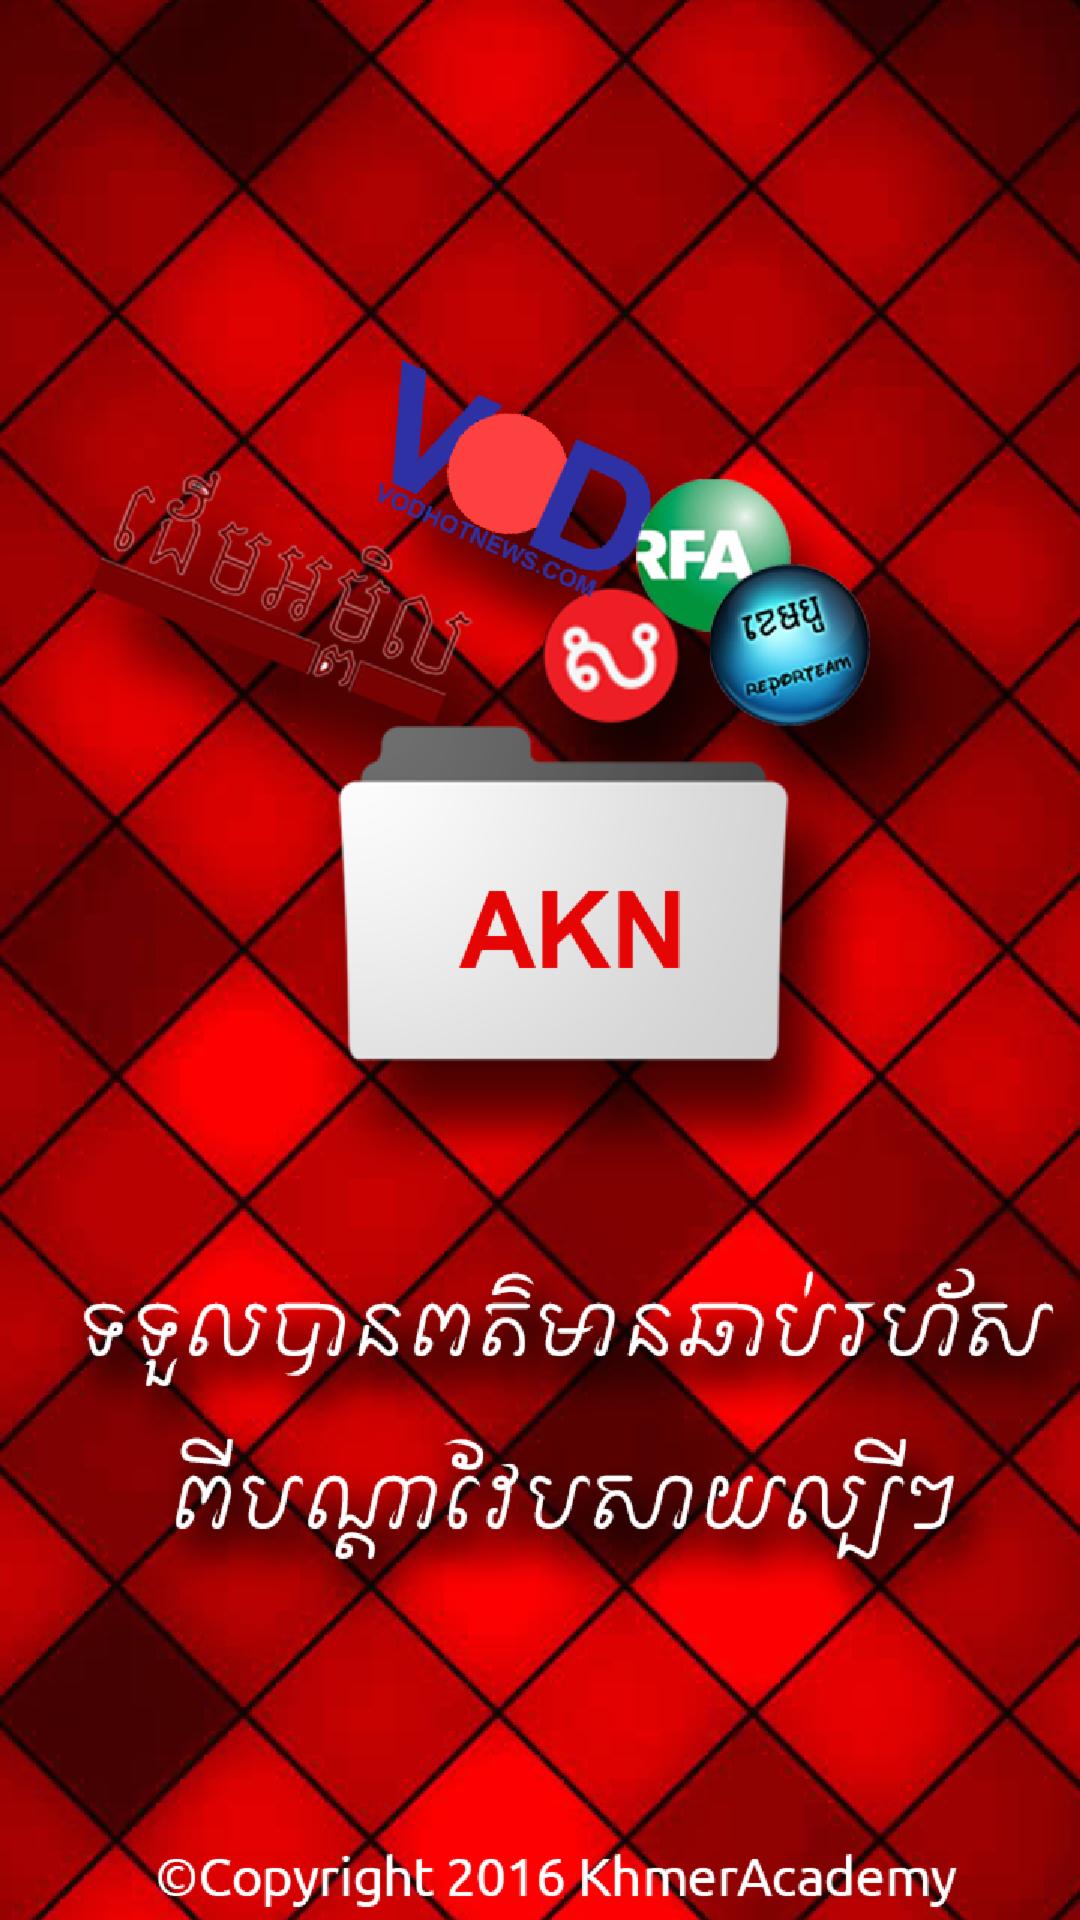 VOD
VODHOTNEWS.COM
ដើមអម្ពិល
RFA
ស
ខេមបូ
REPORTEAM
AKN
ទទួលបានពត៌មានឆាប់រហ័ស
ពីបណ្តាវែបសាយល្បីៗ
©Copyright 2016 KhmerAcademy